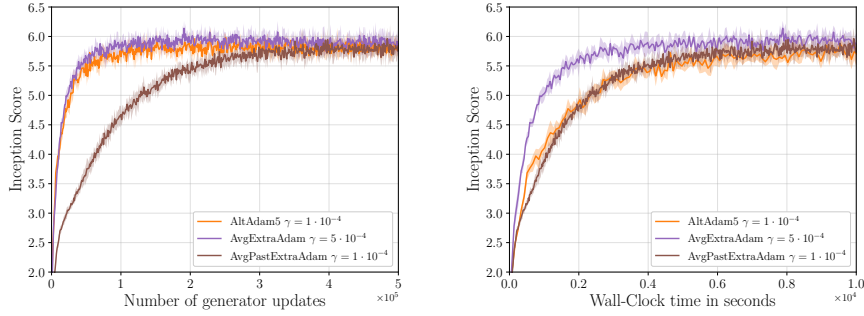 6.5
6.0
5.5
5.0
4.5
4.0
3.5
3.0
2.5
2.0
Inception Score
AltAdam5 γ = 1 · 10⁻⁴
AvgExtraAdam γ = 5 · 10⁻⁴
AvgPastExtraAdam γ = 1 · 10⁻⁴
0 1 2 3 4 5
×10⁵
Number of generator updates
6.5
6.0
5.5
5.0
4.5
4.0
3.5
3.0
2.5
2.0
Inception Score
AltAdam5 γ = 1 · 10⁻⁴
AvgExtraAdam γ = 5 · 10⁻⁴
AvgPastExtraAdam γ = 1 · 10⁻⁴
0.0 0.2 0.4 0.6 0.8 1.0
×10⁴
Wall-Clock time in seconds